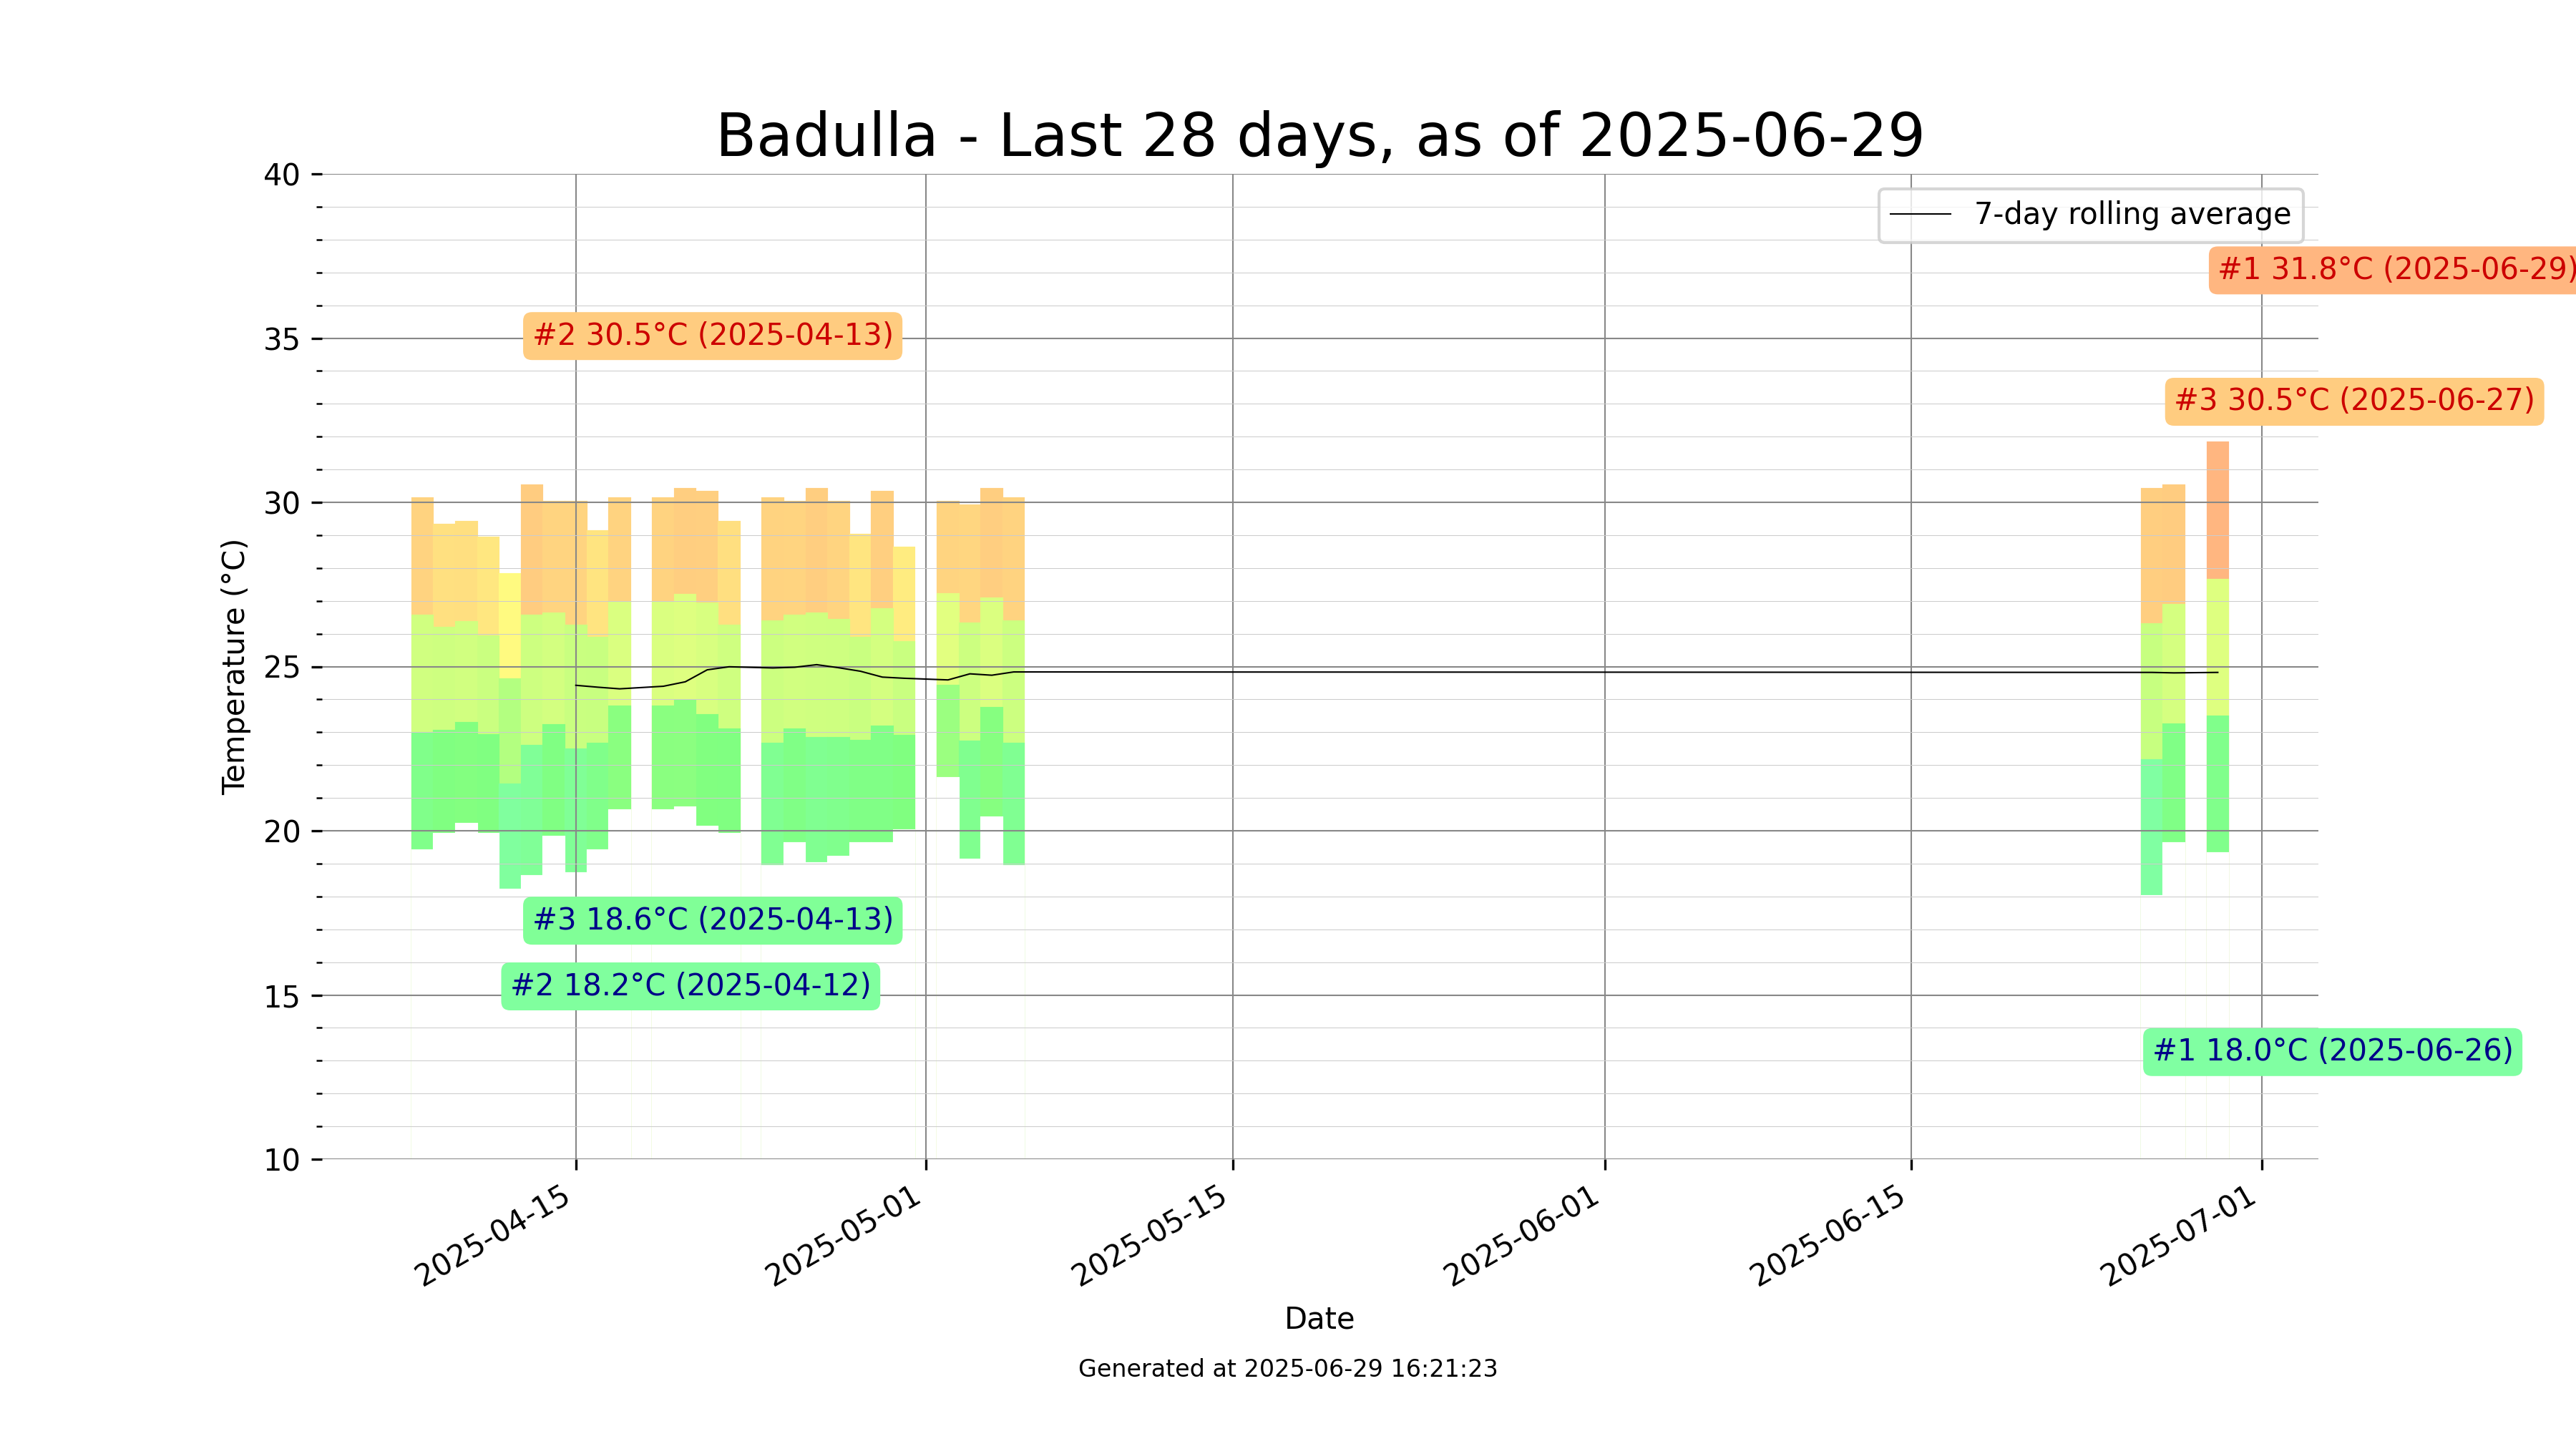 Badulla - Last 28 days, as of 2025-06-29
7-day rolling average
#1 31.8°C (2025-06-29)
#2 30.5°C (2025-04-13)
#3 30.5°C (2025-06-27)
#3 18.6°C (2025-04-13)
#2 18.2°C (2025-04-12)
#1 18.0°C (2025-06-26)
Temperature (°C)
40
35
30
25
20
15
10
2025-04-15
2025-05-01
2025-05-15
2025-06-01
2025-06-15
2025-07-01
Date
Generated at 2025-06-29 16:21:23